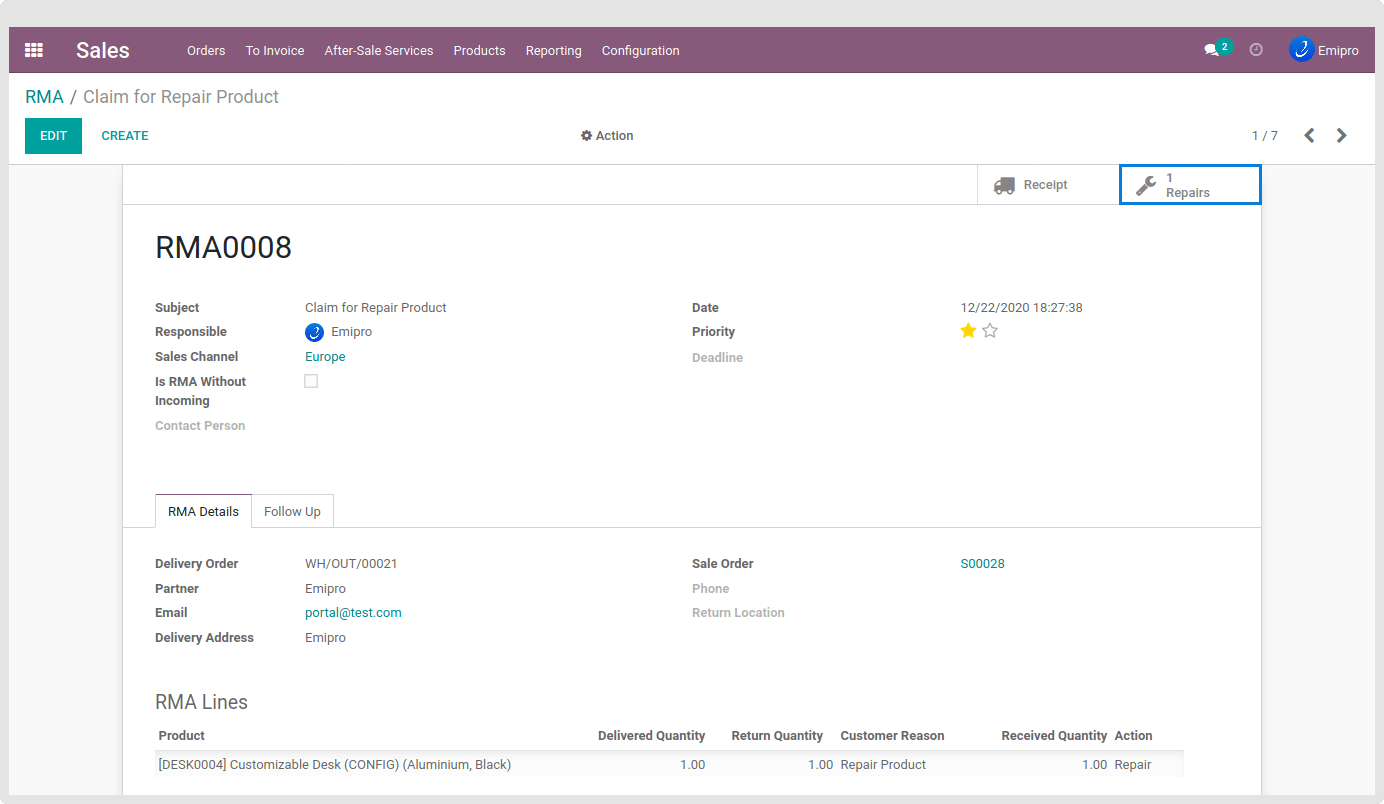 Sales Orders To Invoice After-Sale Services Products Reporting Configuration 2 Emipro
RMA / Claim for Repair Product
EDIT CREATE Action 1 / 7
Receipt 1
Repairs
RMA0008
Subject Claim for Repair Product Date 12/22/2020 18:27:38
Responsible Emipro Priority
Sales Channel Europe Deadline
Is RMA Without
Incoming
Contact Person
RMA Details Follow Up
Delivery Order WH/OUT/00021 Sale Order S00028
Partner Emipro Phone
Email portal@test.com Return Location
Delivery Address Emipro
RMA Lines
Product Delivered Quantity Return Quantity Customer Reason Received Quantity Action
[DESK0004] Customizable Desk (CONFIG) (Aluminium, Black) 1.00 1.00 Repair Product 1.00 Repair